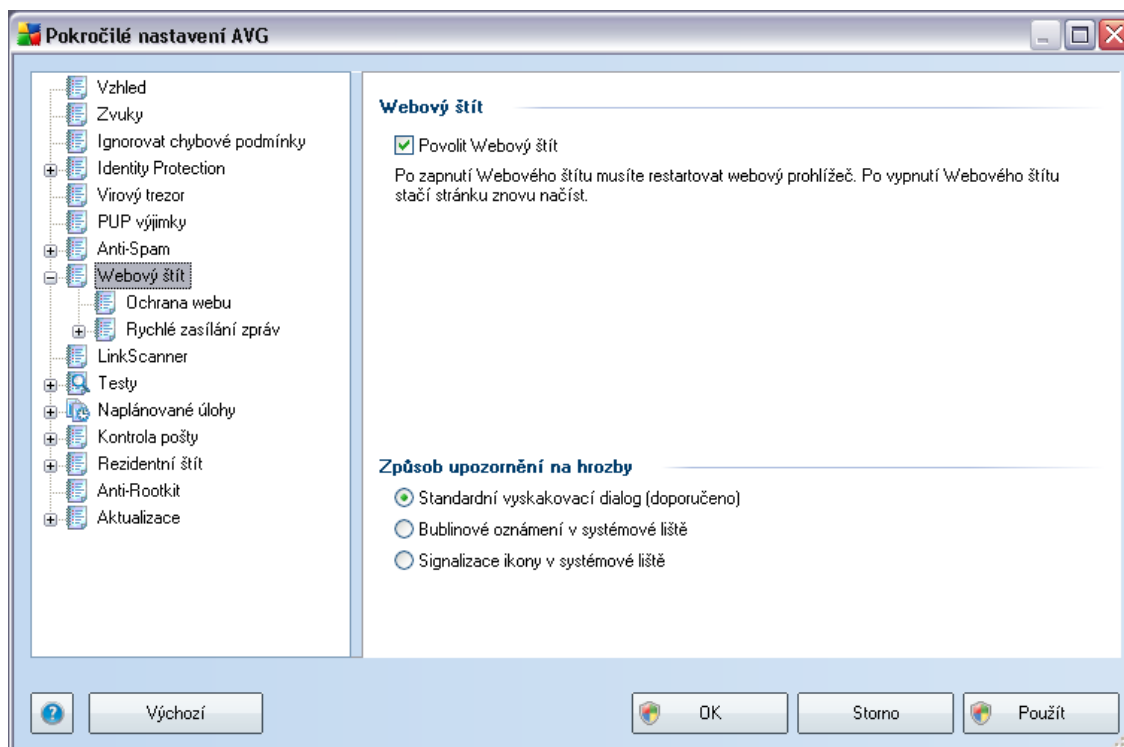 Pokročilé nastavení AVG
Vzhled
Zvuky
Ignorovat chybové podmínky
Identity Protection
Virový trezor
PUP výjimky
Anti-Spam
Webový štít
Ochrana webu
Rychlé zasílání zpráv
LinkScanner
Testy
Naplánované úlohy
Kontrola pošty
Rezidentní štít
Anti-Rootkit
Aktualizace
Webový štít
Povolit Webový štít
Po zapnutí Webového štítu musíte restartovat webový prohlížeč. Po vypnutí Webového štítu
stačí stránku znovu načíst.
Způsob upozornění na hrozby
Standardní vyskakovací dialog (doporučeno)
Bublinové oznámení v systémové liště
Signalizace ikony v systémové liště
Výchozí
OK
Storno
Použít